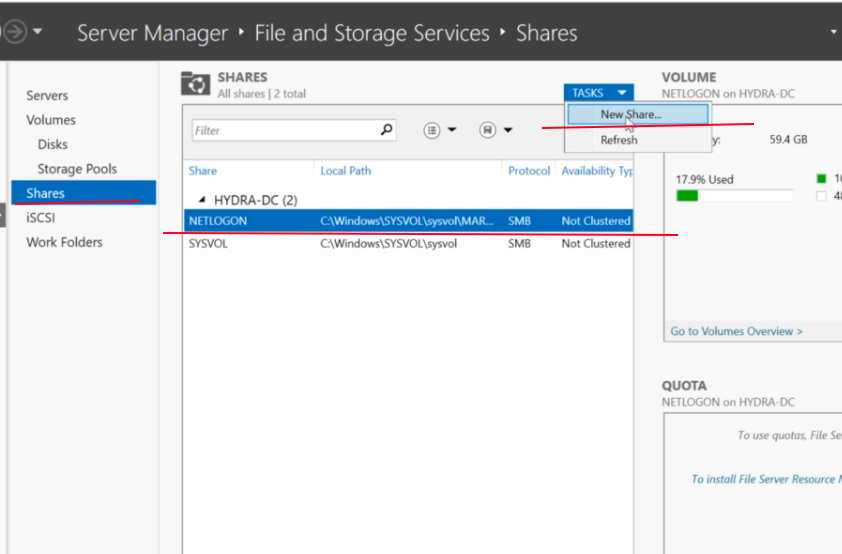 Server Manager ‣ File and Storage Services ‣ Shares
Servers
Volumes
Disks
Storage Pools
Shares
iSCSI
Work Folders
SHARES
All shares | 2 total
TASKS
New Share...
Refresh
Filter
Share Local Path Protocol Availability Typ
HYDRA-DC (2)
NETLOGON C:\Windows\SYSVOL\sysvol\MAR... SMB Not Clustered
SYSVOL C:\Windows\SYSVOL\sysvol SMB Not Clustered
VOLUME
NETLOGON on HYDRA-DC
y: 59.4 GB
17.9% Used
Go to Volumes Overview >
QUOTA
NETLOGON on HYDRA-DC
To use quotas, File Se
To install File Server Resource